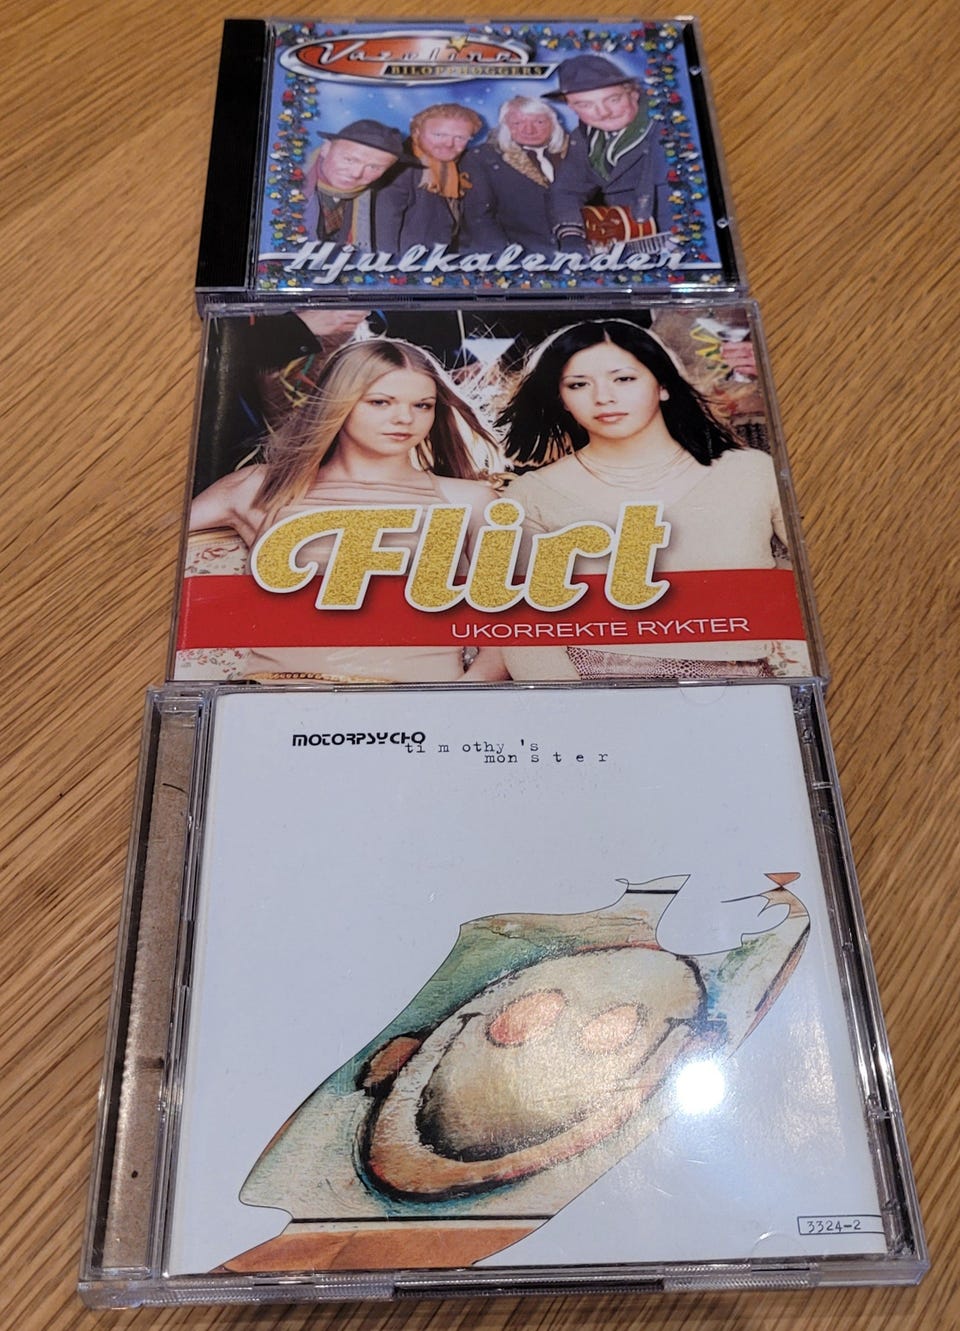 Vazelina
BILOPPHØGGERS
Hjulkalender
Flirt
UKORREKTE RYKTER
MOTORPSYCHO
ti m othy 's
mon s t e r
3324-2